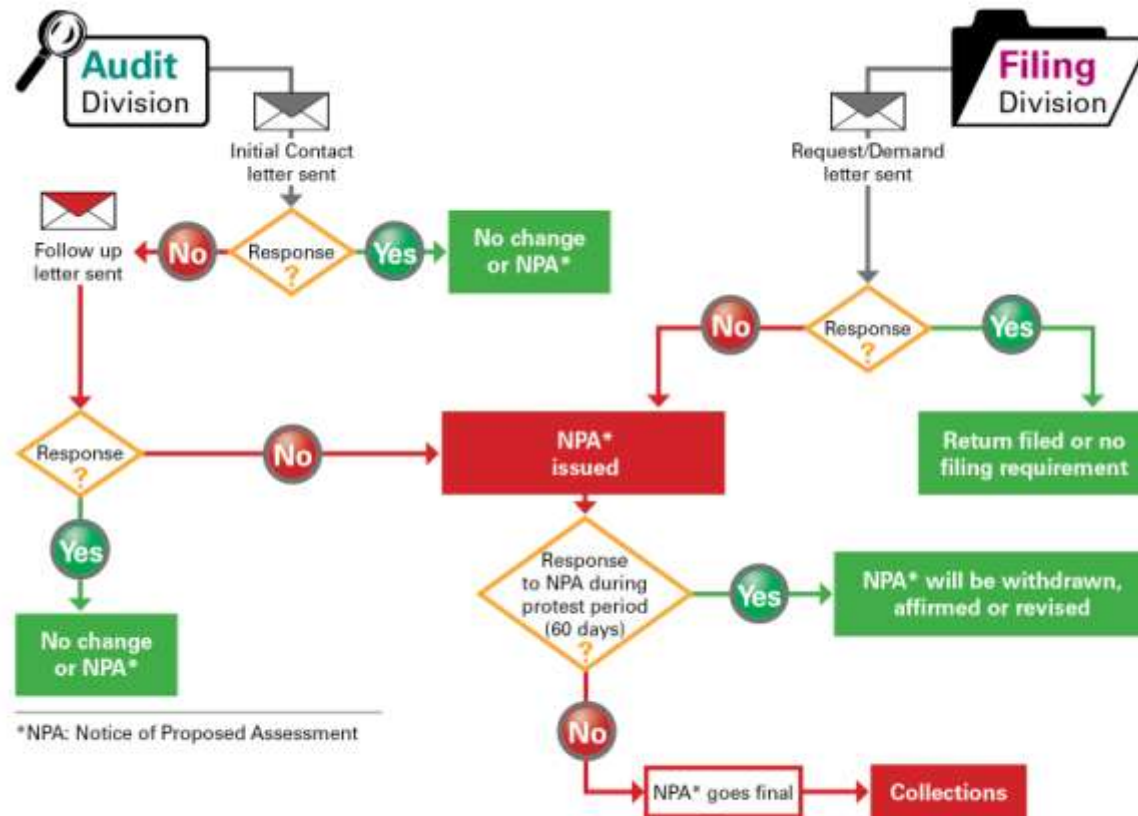 Audit
Division
Filing
Division
Initial Contact
letter sent
Request/Demand
letter sent
Follow up
letter sent
No
Response
?
Yes
No change
or NPA*
No
Response
?
Yes
Response
?
No
NPA*
issued
Return filed or no
filing requirement
Yes
Response
to NPA during
protest period
(60 days)
?
Yes
NPA* will be withdrawn,
affirmed or revised
No change
or NPA*
*NPA: Notice of Proposed Assessment
No
NPA* goes final
Collections